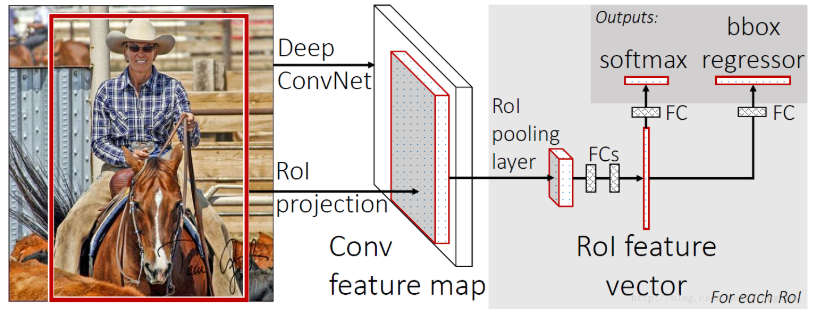 Deep
ConvNet
RoI
projection
Conv
feature map
RoI
pooling
layer
FCs
RoI feature
vector
For each RoI
Outputs:
softmax
bbox
regressor
FC
FC